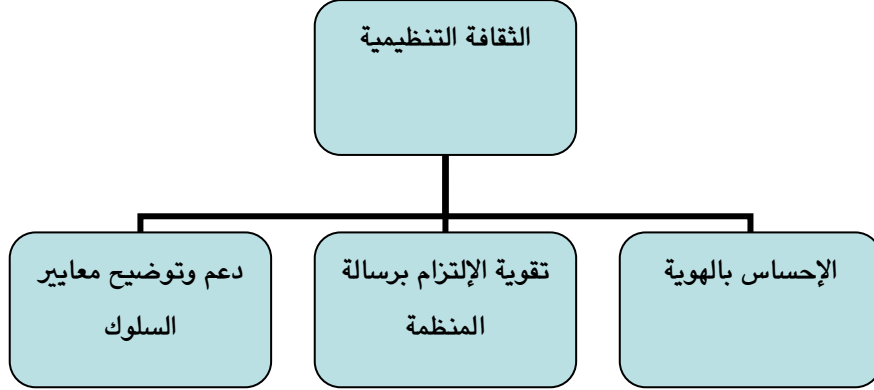 الثقافة التنظيمية
الإحساس بالهوية
تقوية الإلتزام برسالة
المنظمة
دعم وتوضيح معايير
السلوك